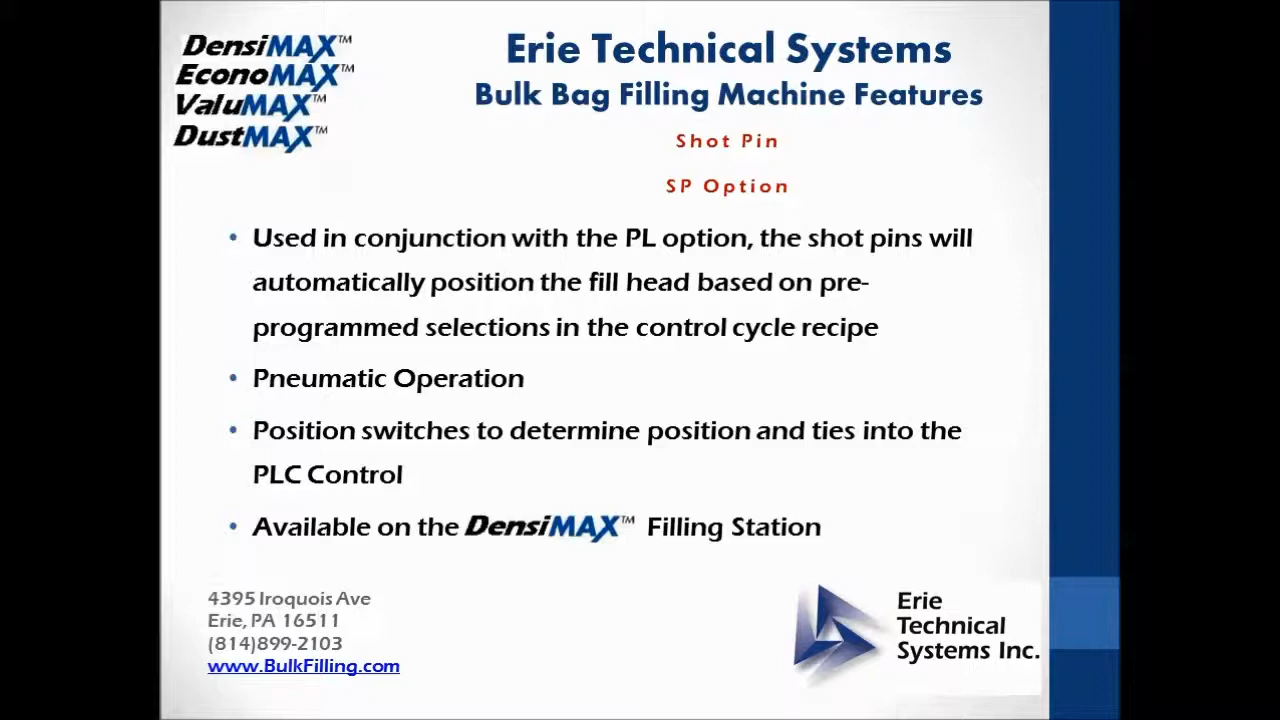 DensiMAX™
EconoMAX™
ValuMAX™
DustMAX™
Erie Technical Systems
Bulk Bag Filling Machine Features
Shot Pin
SP Option
• Used in conjunction with the PL option, the shot pins will
automatically position the fill head based on pre-
programmed selections in the control cycle recipe
• Pneumatic Operation
• Position switches to determine position and ties into the
PLC Control
• Available on the DensiMAX™ Filling Station
4395 Iroquois Ave
Erie, PA 16511
(814)899-2103
www.BulkFilling.com
Erie
Technical
Systems Inc.